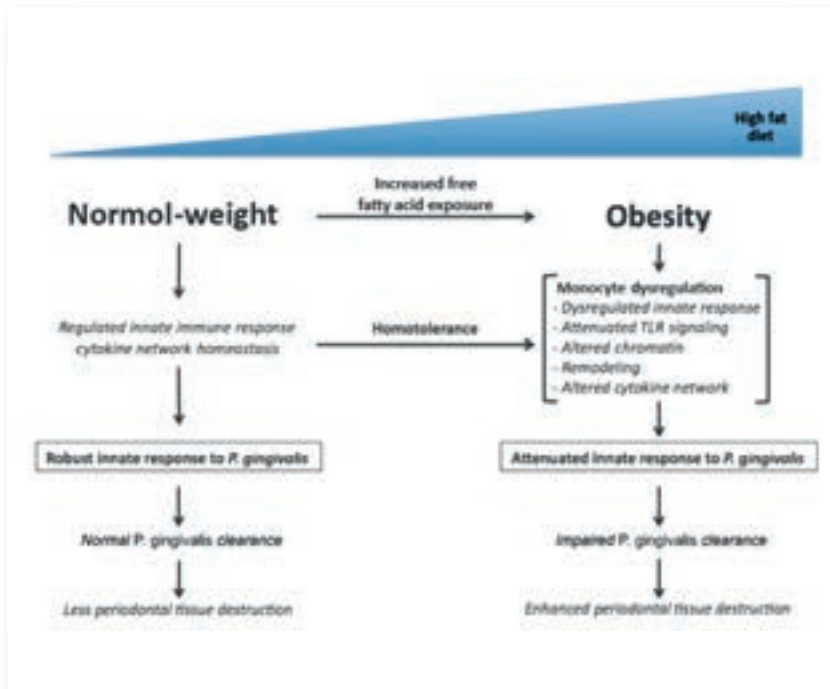 High fat
diet
Increased free
fatty acid exposure
Normol-weight
Obesity
Monocyte dysregulation
- Dysregulated innate response
- Attenuated TLR signaling
- Altered chromatin
- Remodeling
- Altered cytokine network
Regulated innate immune response
cytokine network homeastasis
Homotolerance
Robust innate response to P. gingivalis
Attenuated innate response to P. gingivalis
Normal P. gingivalis clearance
Impaired P. gingivalis clearance
Less periodontal tissue destruction
Enhanced periodontal tissue destruction